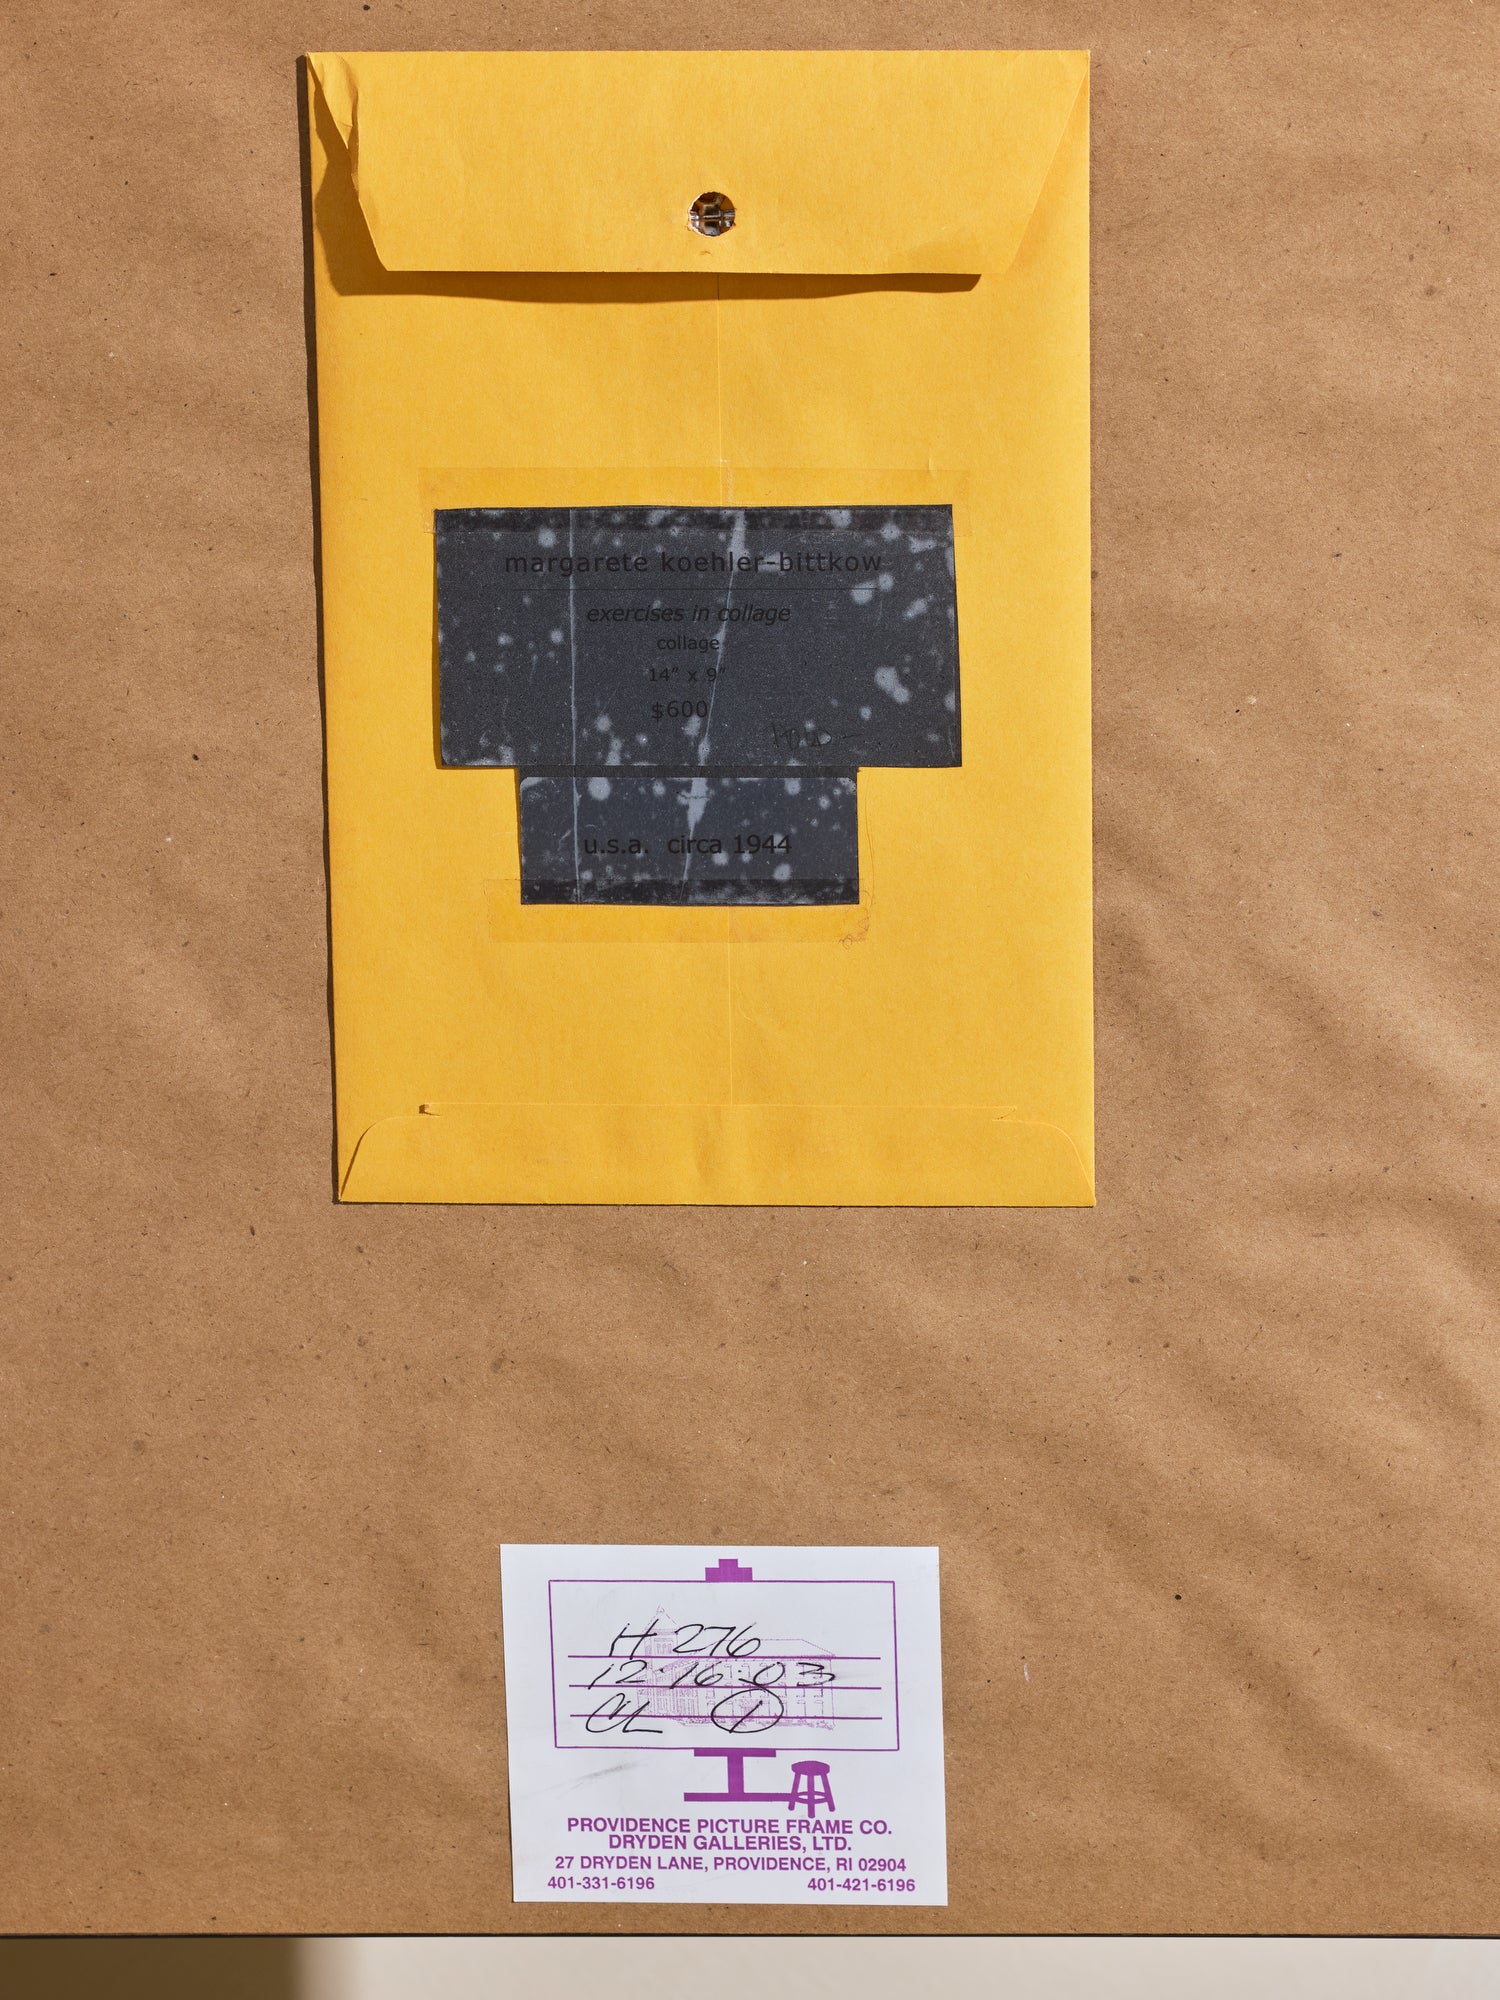 margarete koehler-bittkow
exercises in collage
collage
14" x 9"
$600
u.s.a. circa 1944
H 276
12·16·03
CL 1
PROVIDENCE PICTURE FRAME CO.
DRYDEN GALLERIES, LTD.
27 DRYDEN LANE, PROVIDENCE, RI 02904
401-331-6196 401-421-6196